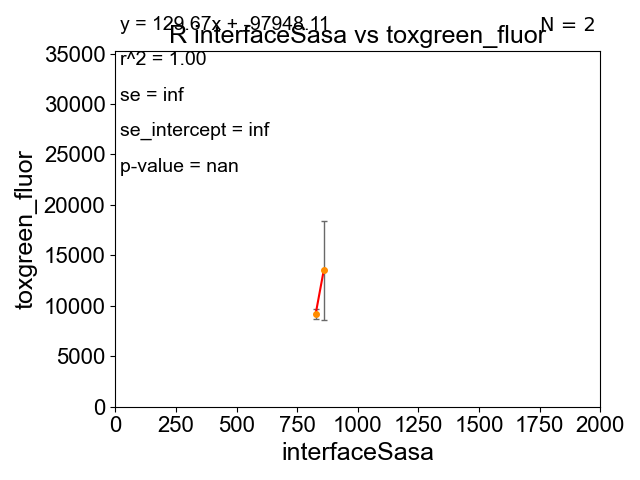 y = 129.67x + -97948.11
N = 2
R interfaceSasa vs toxgreen_fluor
r^2 = 1.00
se = inf
se_intercept = inf
p-value = nan
35000
30000
25000
20000
15000
10000
5000
0
toxgreen_fluor
0 250 500 750 1000 1250 1500 1750 2000
interfaceSasa